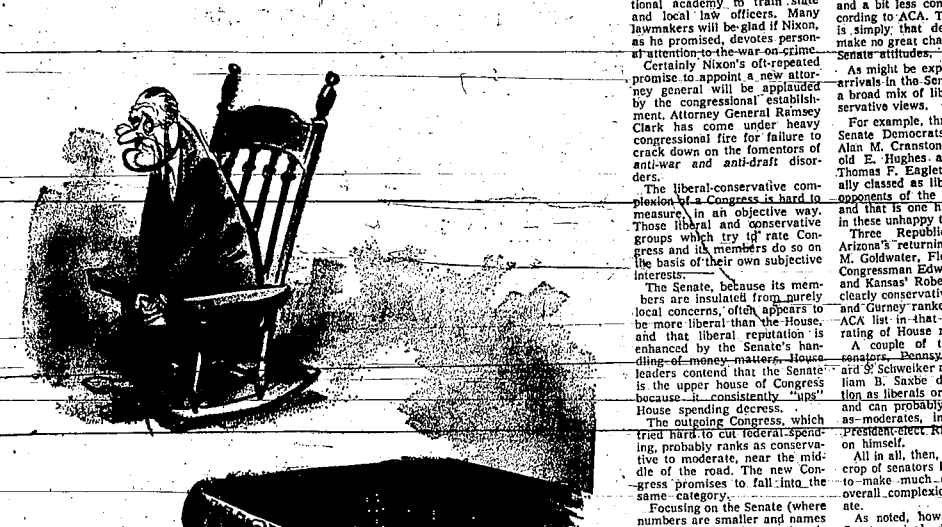 tional academy to train state
and local law officers. Many
lawmakers will be glad if Nixon,
as he promised, devotes person-
al attention to the war on crime.
Certainly Nixon's oft-repeated
promise to appoint a new attor-
ney general will be applauded
by the congressional establish-
ment. Attorney General Ramsey
Clark has come under heavy
congressional fire for failure to
crack down on the fomentors of
anti-war and anti-draft disor-
ders.
The liberal-conservative com-
plexion of a Congress is hard to
measure in an objective way.
Those liberal and conservative
groups which try to rate Con-
gress and its members do so on
the basis of their own subjective
interests.
The Senate, because its mem-
bers are insulated from purely
local concerns, often appears to
be more liberal than the House,
and that liberal reputation is
enhanced by the Senate's han-
dling of money matters. House
leaders contend that the Senate
is the upper house of Congress
because it consistently "ups"
House spending decress.
The outgoing Congress, which
tried hard to cut federal spend-
ing, probably ranks as conserva-
tive to moderate, near the mid-
dle of the road. The new Con-
gress promises to fall into the
same category.
Focusing on the Senate (where
numbers are smaller and names
and a bit less con
cording to ACA. T
is simply that de
make no great cha
Senate attitudes.
As might be exp
arrivals in the Sen
a broad mix of lib
servative views.
For example, thr
Senate Democrats
Alan M. Cranston
old E. Hughes a
Thomas F. Eaglet
ally classed as lib
opponents of the
and that is one h
in these unhappy t
Three Republi
Arizona's returnin
M. Goldwater, Flo
Congressman Edw
and Kansas' Robe
clearly conservativ
and Gurney ranke
ACA list in that
rating of House m
A couple of t
senators, Pennsy
ard S. Schweiker a
liam B. Saxbe d
tion as liberals or
and can probably
as moderates, in
President-elect R
on himself.
All in all, then,
crop of senators l
to make much
overall complexio
ate.
As noted, how